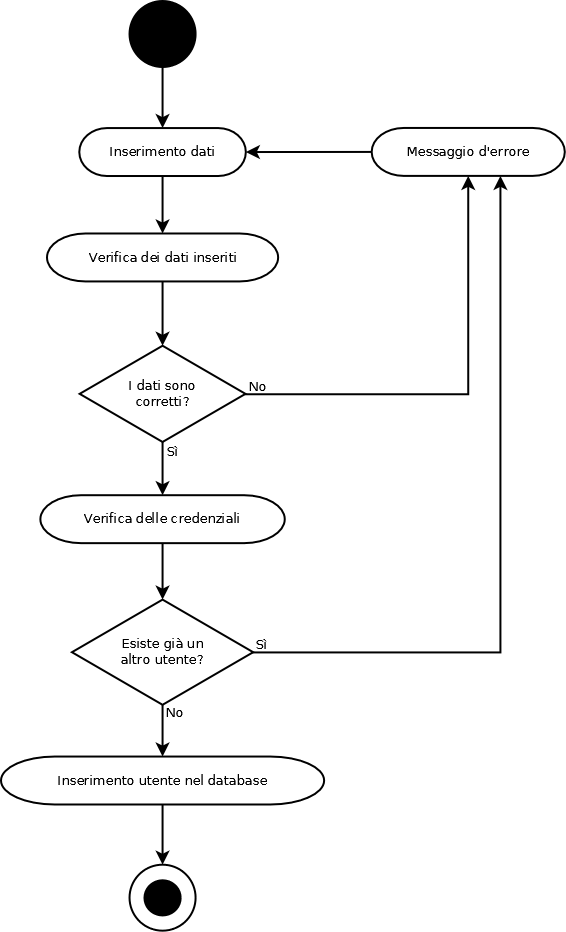 Inserimento dati
Messaggio d'errore
Verifica dei dati inseriti
I dati sono
corretti?
No
Sì
Verifica delle credenziali
Esiste già un
altro utente?
Sì
No
Inserimento utente nel database